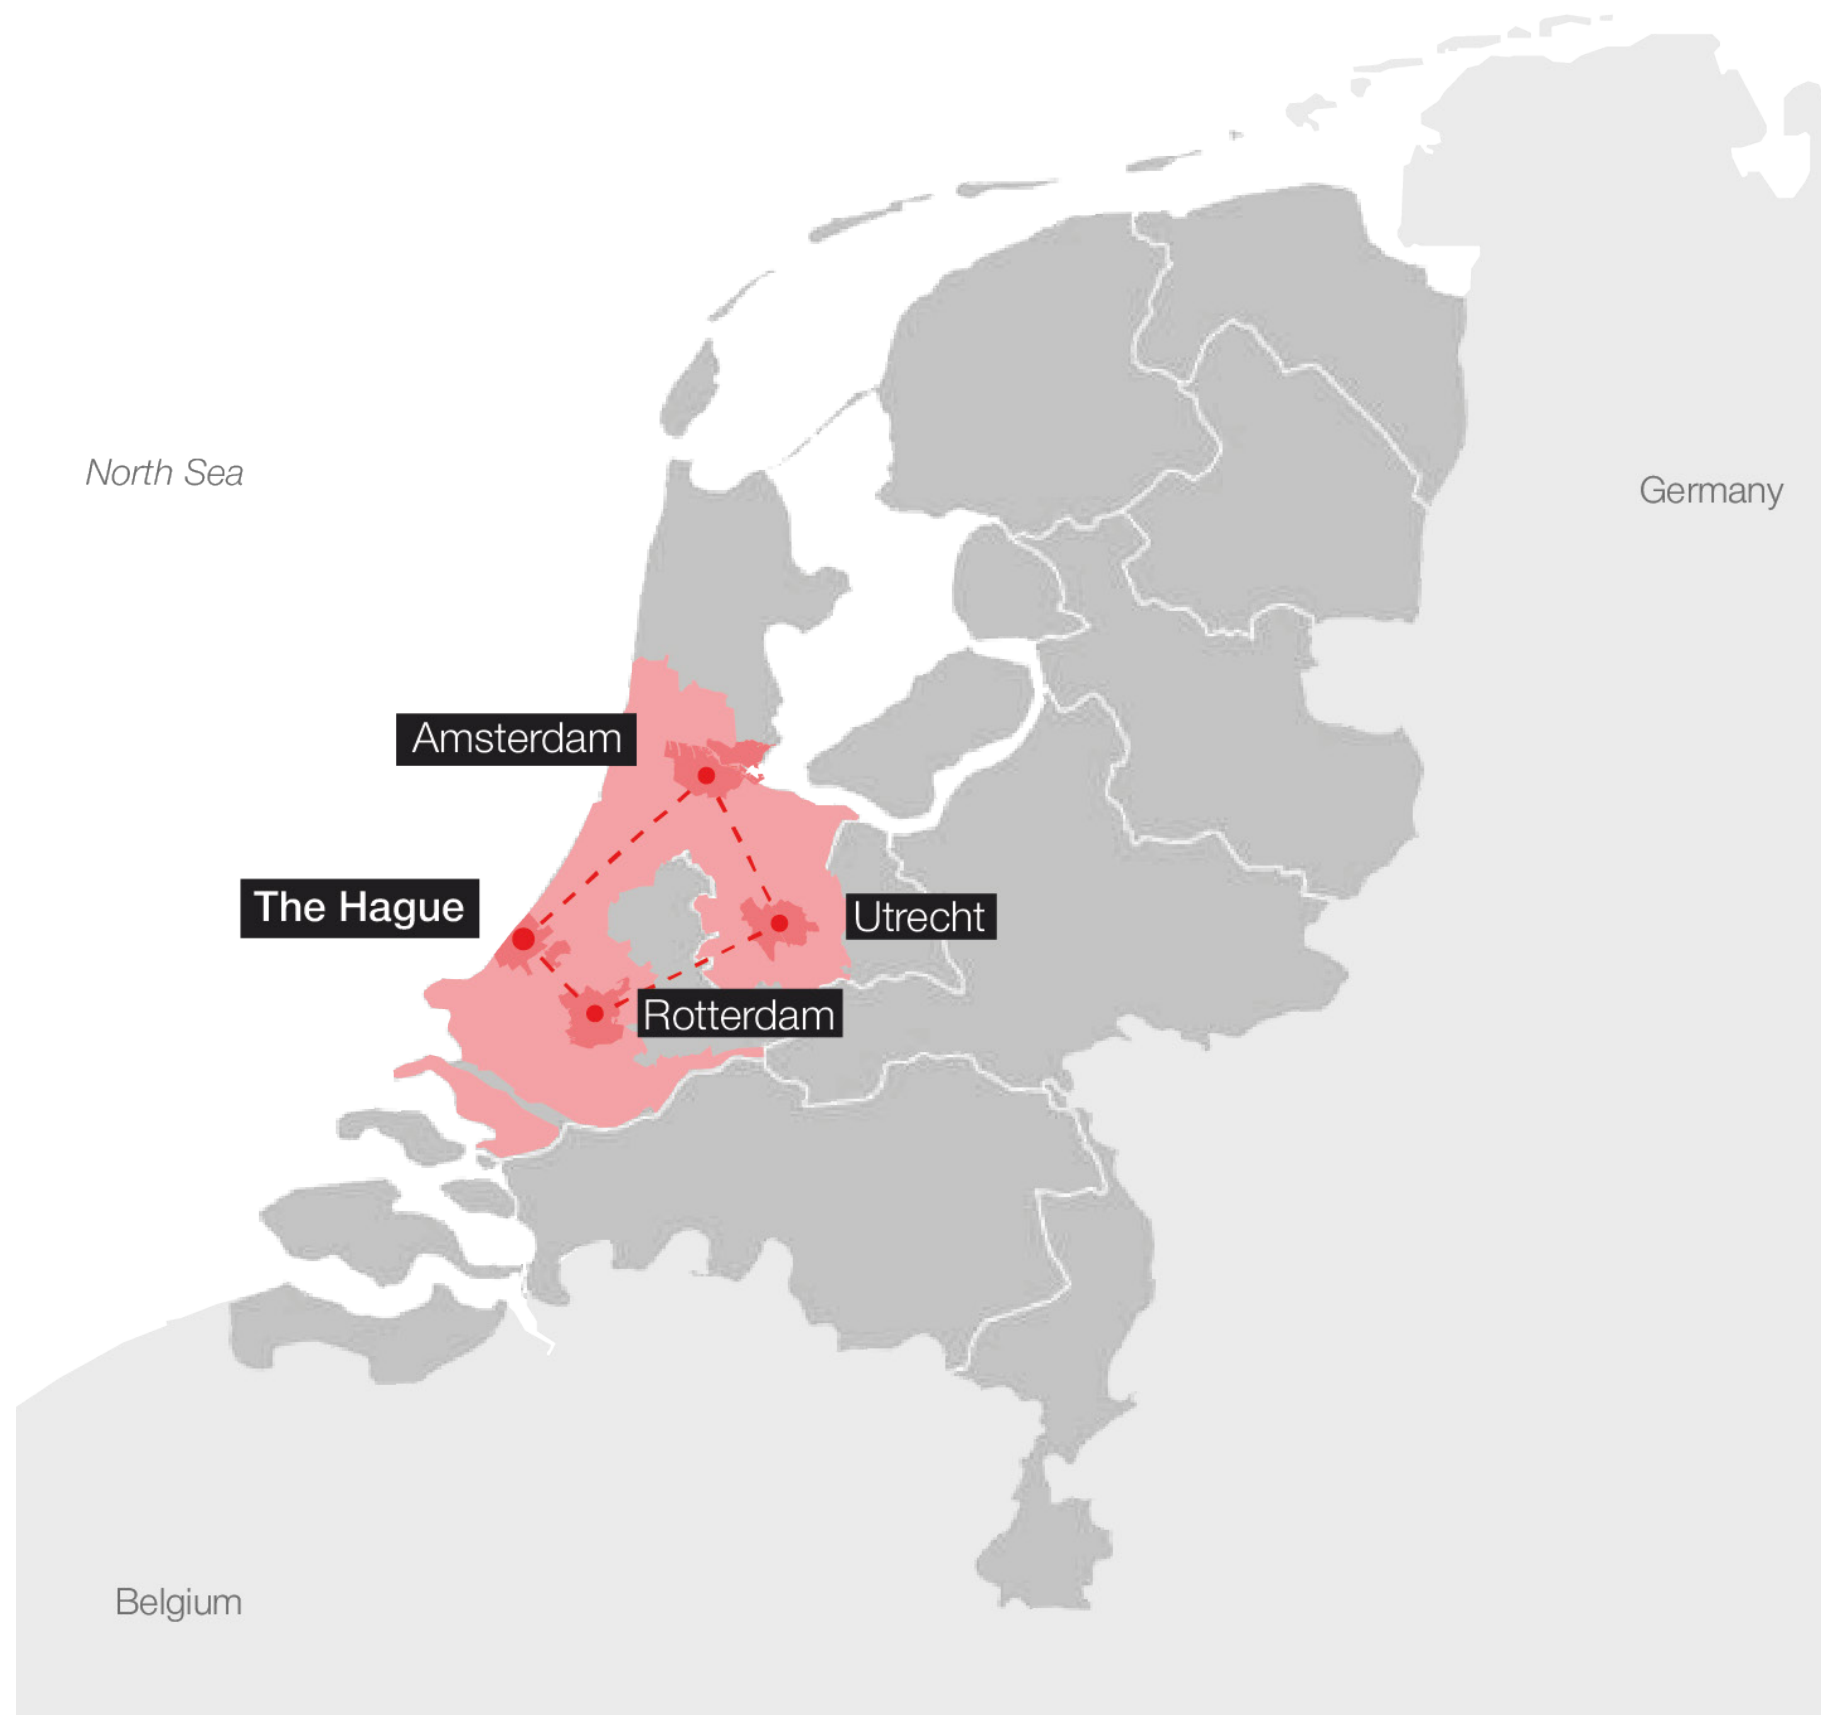 North Sea
Germany
Amsterdam
The Hague
Utrecht
Rotterdam
Belgium